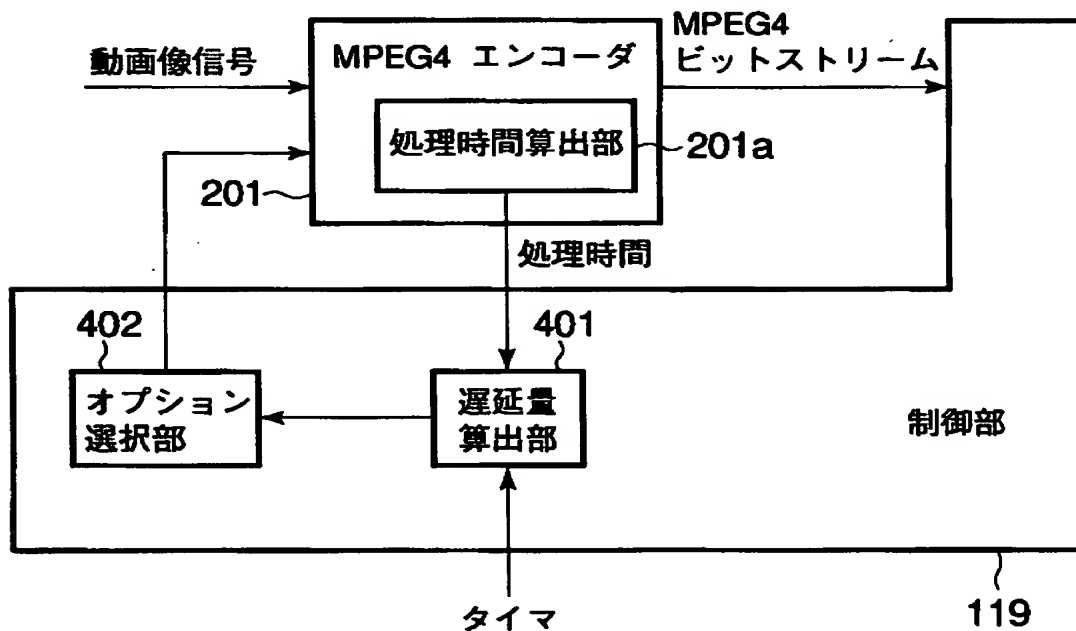 MPEG4
ビットストリーム
動画像信号
MPEG4 エンコーダ
処理時間算出部
201a
201
処理時間
402
401
オプション
選択部
遅延量
算出部
制御部
タイマ
119